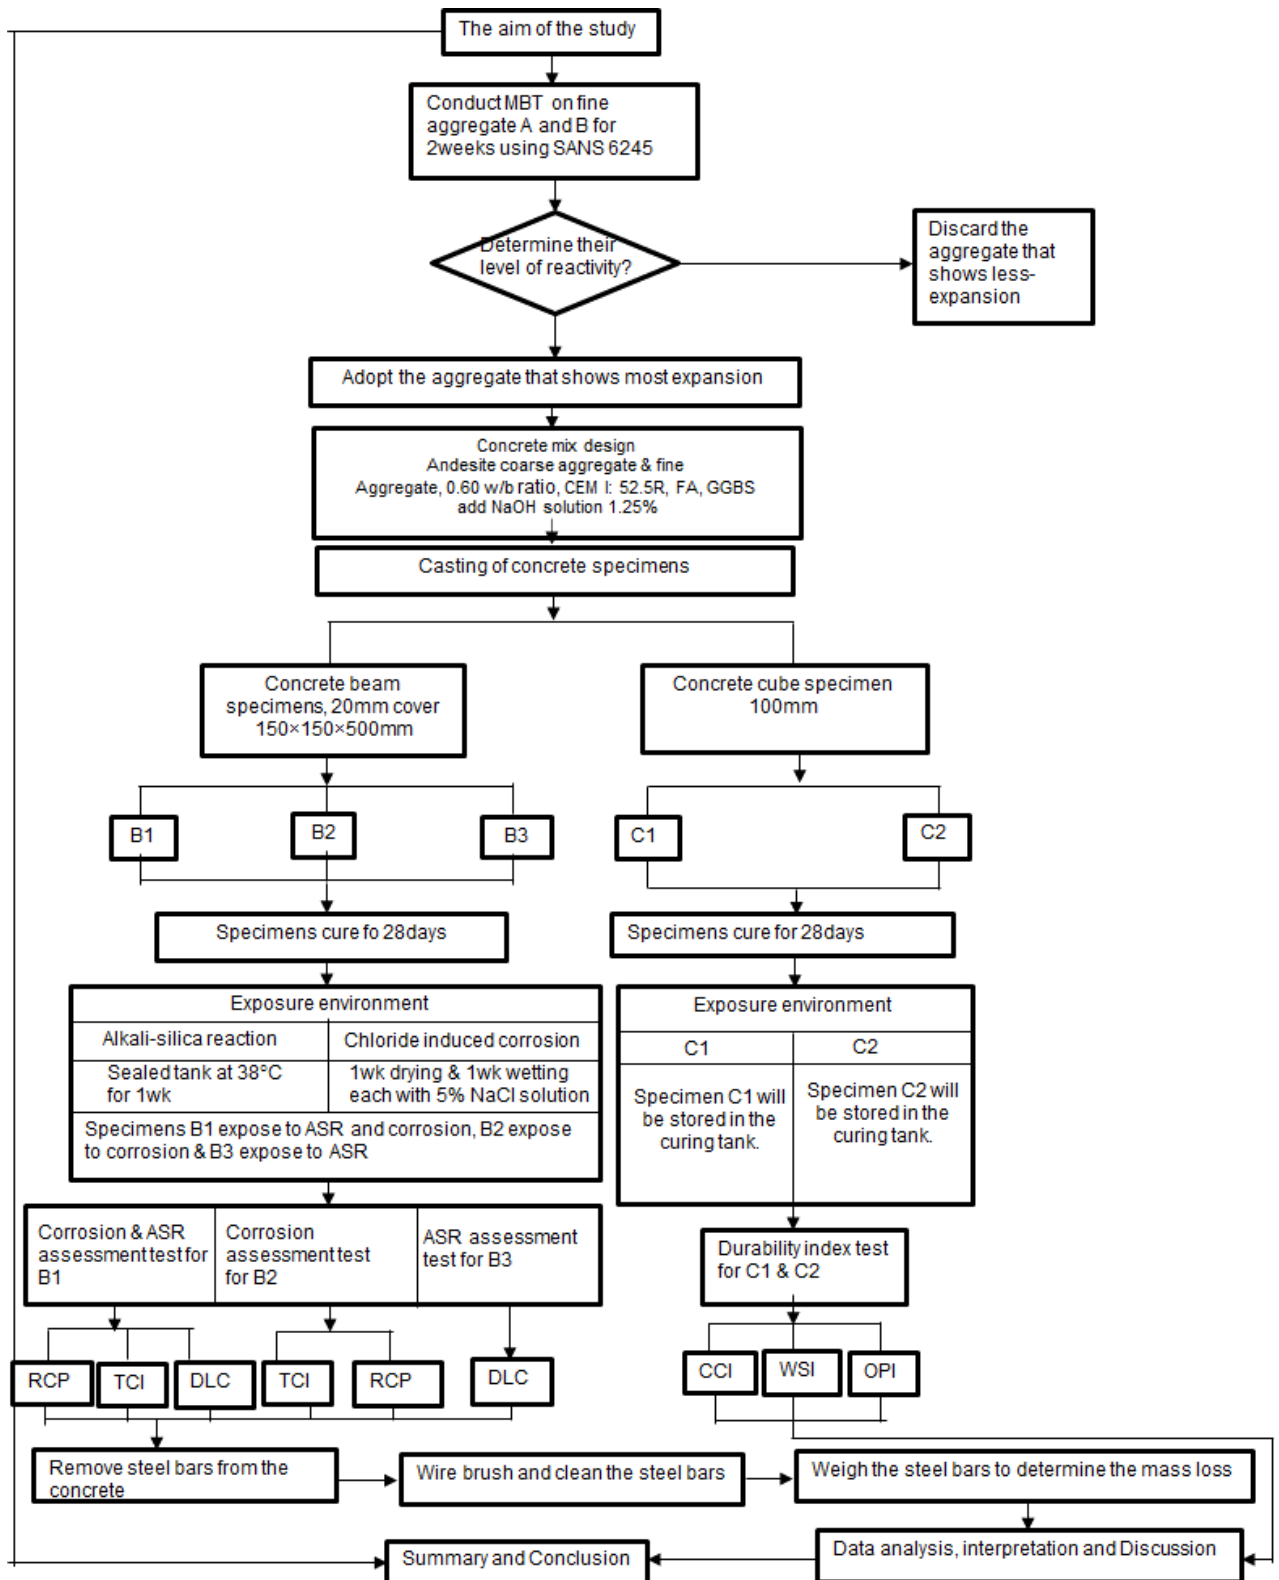 The aim of the study
Conduct MBT on fine
aggregate A and B for
2weeks using SANS 6245
Determine their
level of reactivity?
Discard the
aggregate that
shows less-
expansion
Adopt the aggregate that shows most expansion
Concrete mix design
Andesite coarse aggregate & fine
Aggregate, 0.60 w/b ratio, CEM I: 52.5R, FA, GGBS
add NaOH solution 1.25%
Casting of concrete specimens
Concrete beam
specimens, 20mm cover
150×150×500mm
Concrete cube specimen
100mm
B1
B2
B3
C1
C2
Specimens cure fo 28days
Specimens cure for 28days
Exposure environment
Alkali-silica reaction
Chloride induced corrosion
Sealed tank at 38°C
for 1wk
1wk drying & 1wk wetting
each with 5% NaCl solution
Specimens B1 expose to ASR and corrosion, B2 expose
to corrosion & B3 expose to ASR
Exposure environment
C1
C2
Specimen C1 will
be stored in the
curing tank.
Specimen C2 will
be stored in the
curing tank.
Corrosion & ASR
assessment test for
B1
Corrosion
assessment test
for B2
ASR assessment
test for B3
Durability index test
for C1 & C2
RCP
TCI
DLC
TCI
RCP
DLC
CCI
WSI
OPI
Remove steel bars from the
concrete
Wire brush and clean the steel bars
Weigh the steel bars to determine the mass loss
Summary and Conclusion
Data analysis, interpretation and Discussion